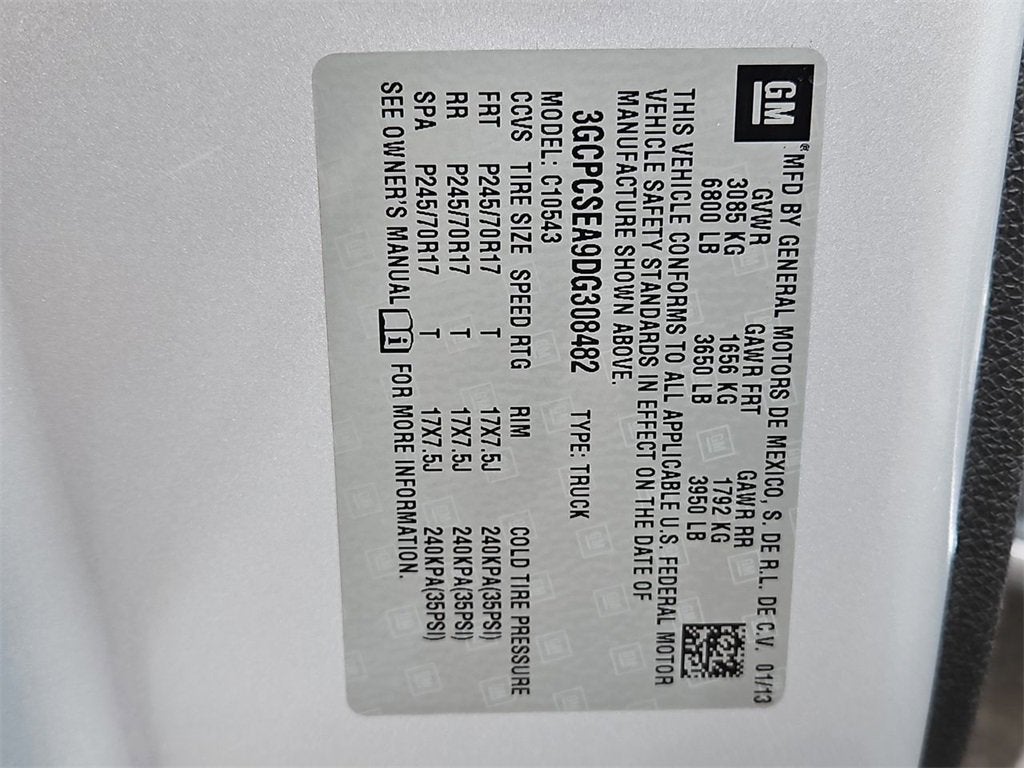 GM® MFD BY GENERAL MOTORS DE MEXICO, S. DE R.L. DE C.V. 01/13
GVWR GAWR FRT GAWR RR
3085 KG 1656 KG 1792 KG
6800 LB 3650 LB 3950 LB
THIS VEHICLE CONFORMS TO ALL APPLICABLE U.S. FEDERAL MOTOR
VEHICLE SAFETY STANDARDS IN EFFECT ON THE DATE OF
MANUFACTURE SHOWN ABOVE.
3GCPCSEA9DG308482 TYPE: TRUCK
MODEL: C10543
CCVS TIRE SIZE SPEED RTG RIM COLD TIRE PRESSURE
FRT P245/70R17 T 17X7.5J 240KPA(35PSI)
RR P245/70R17 T 17X7.5J 240KPA(35PSI)
SPA P245/70R17 T 17X7.5J 240KPA(35PSI)
SEE OWNER'S MANUAL i FOR MORE INFORMATION.